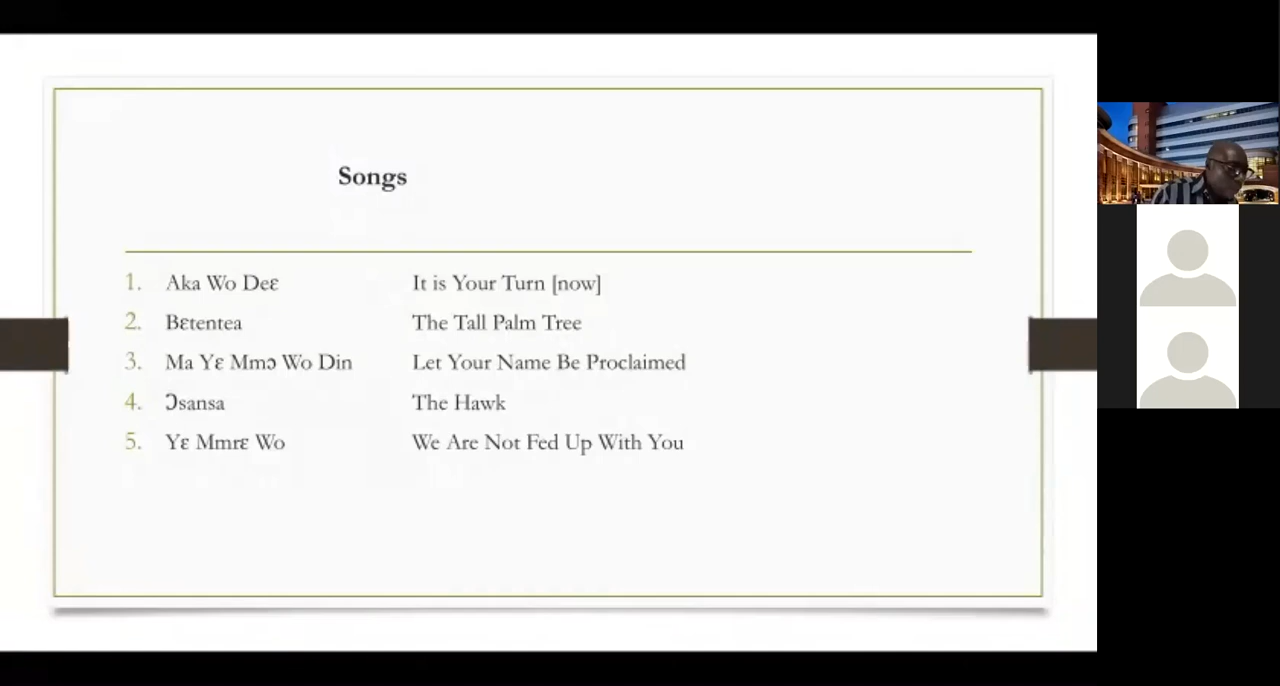 Songs
1. Aka Wo Deɛ It is Your Turn [now]
2. Bɛtentea The Tall Palm Tree
3. Ma Yɛ Mmɔ Wo Din Let Your Name Be Proclaimed
4. Ɔsansa The Hawk
5. Yɛ Mmrɛ Wo We Are Not Fed Up With You